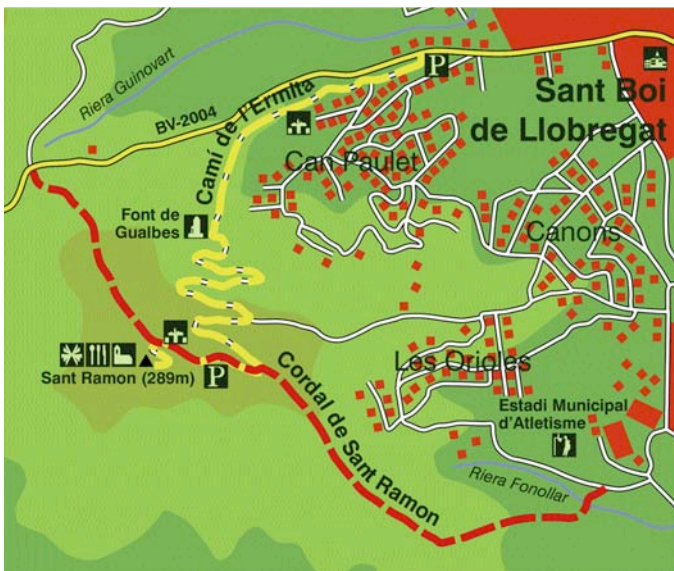 Riera Guinovart
BV-2004
Camí de l'Ermita
P
Sant Boi
de Llobregat
Can Paulet
Font de
Gualbes
Canons
Sant Ramon (289m)
P
Cordal de Sant Ramon
Les Orioles
Estadi Municipal
d'Atletisme
Riera Fonollar